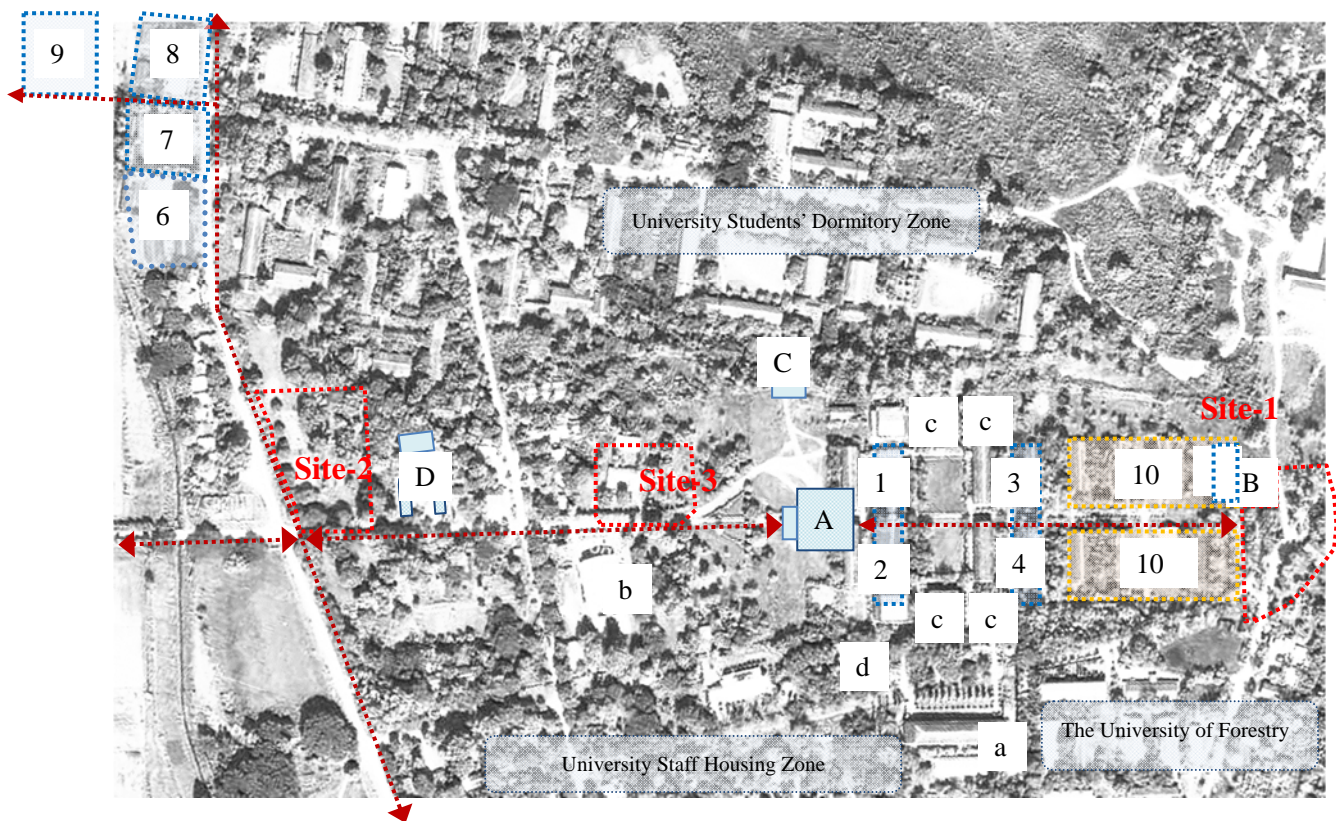 9
8
7
6
University Students’ Dormitory Zone
C
Site-1
c
c
Site-2
D
Site-3
1
3
10
B
A
2
4
10
b
c
c
d
The University of Forestry
a
University Staff Housing Zone